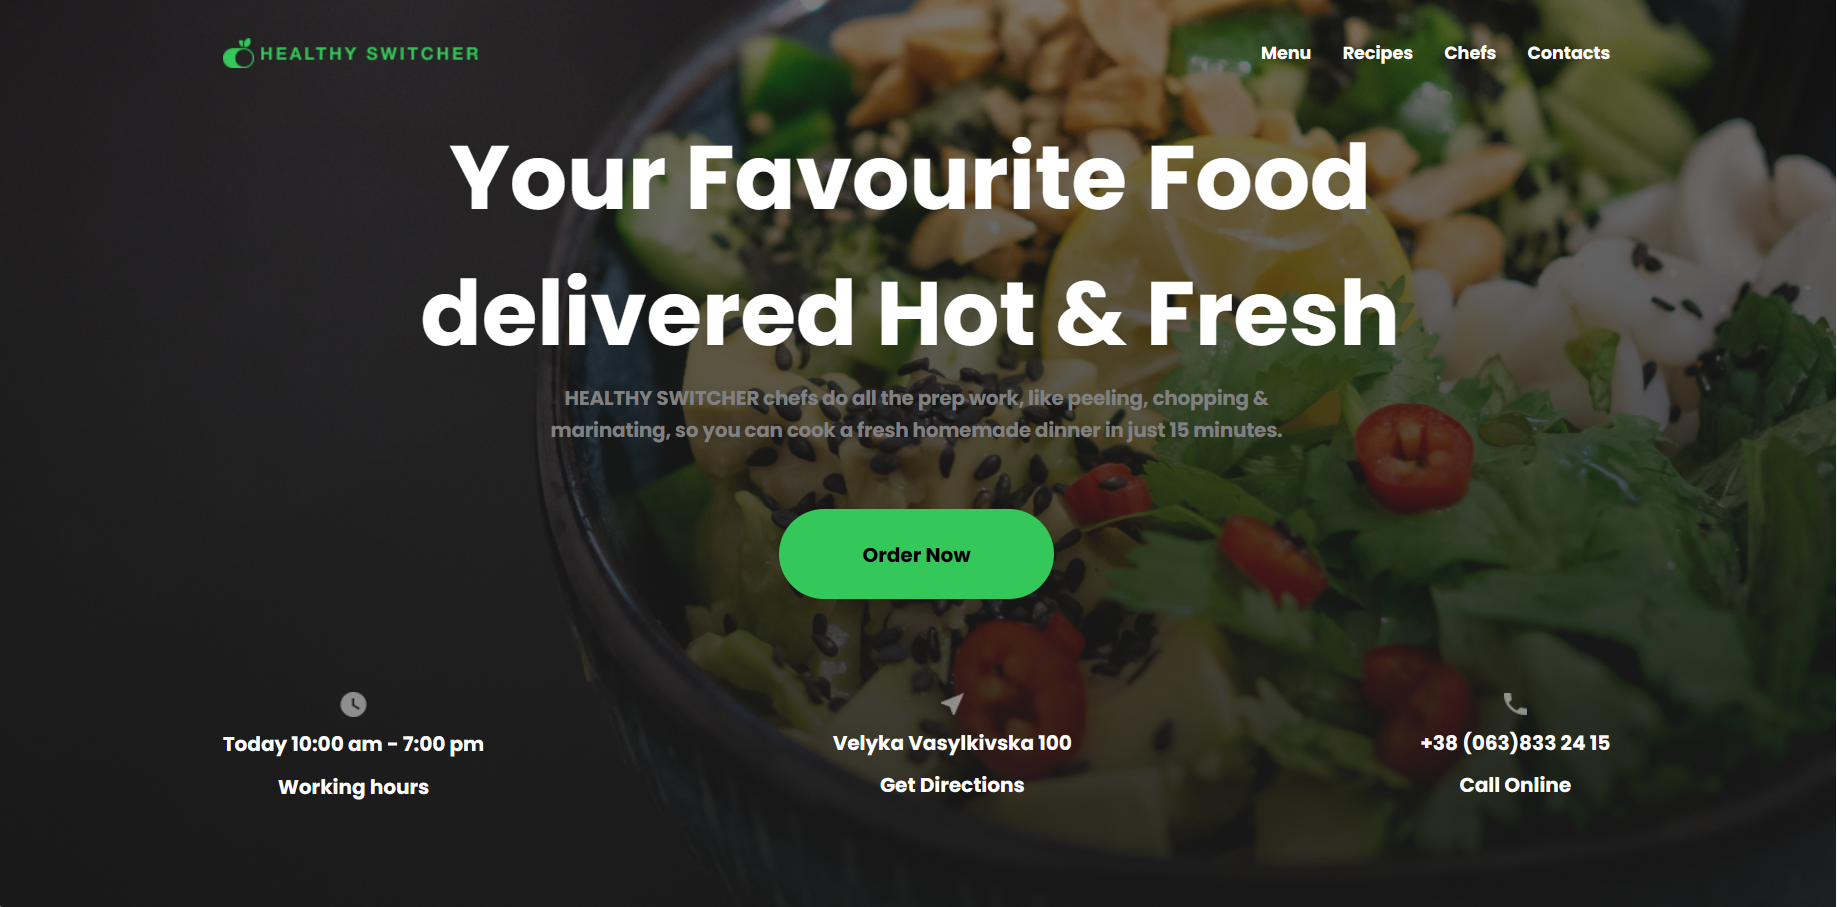 HEALTHY SWITCHER
Menu Recipes Chefs Contacts
Your Favourite Food
delivered Hot & Fresh
HEALTHY SWITCHER chefs do all the prep work, like peeling, chopping &
marinating, so you can cook a fresh homemade dinner in just 15 minutes.
Order Now
Today 10:00 am - 7:00 pm
Working hours
Velyka Vasylkivska 100
Get Directions
+38 (063)833 24 15
Call Online